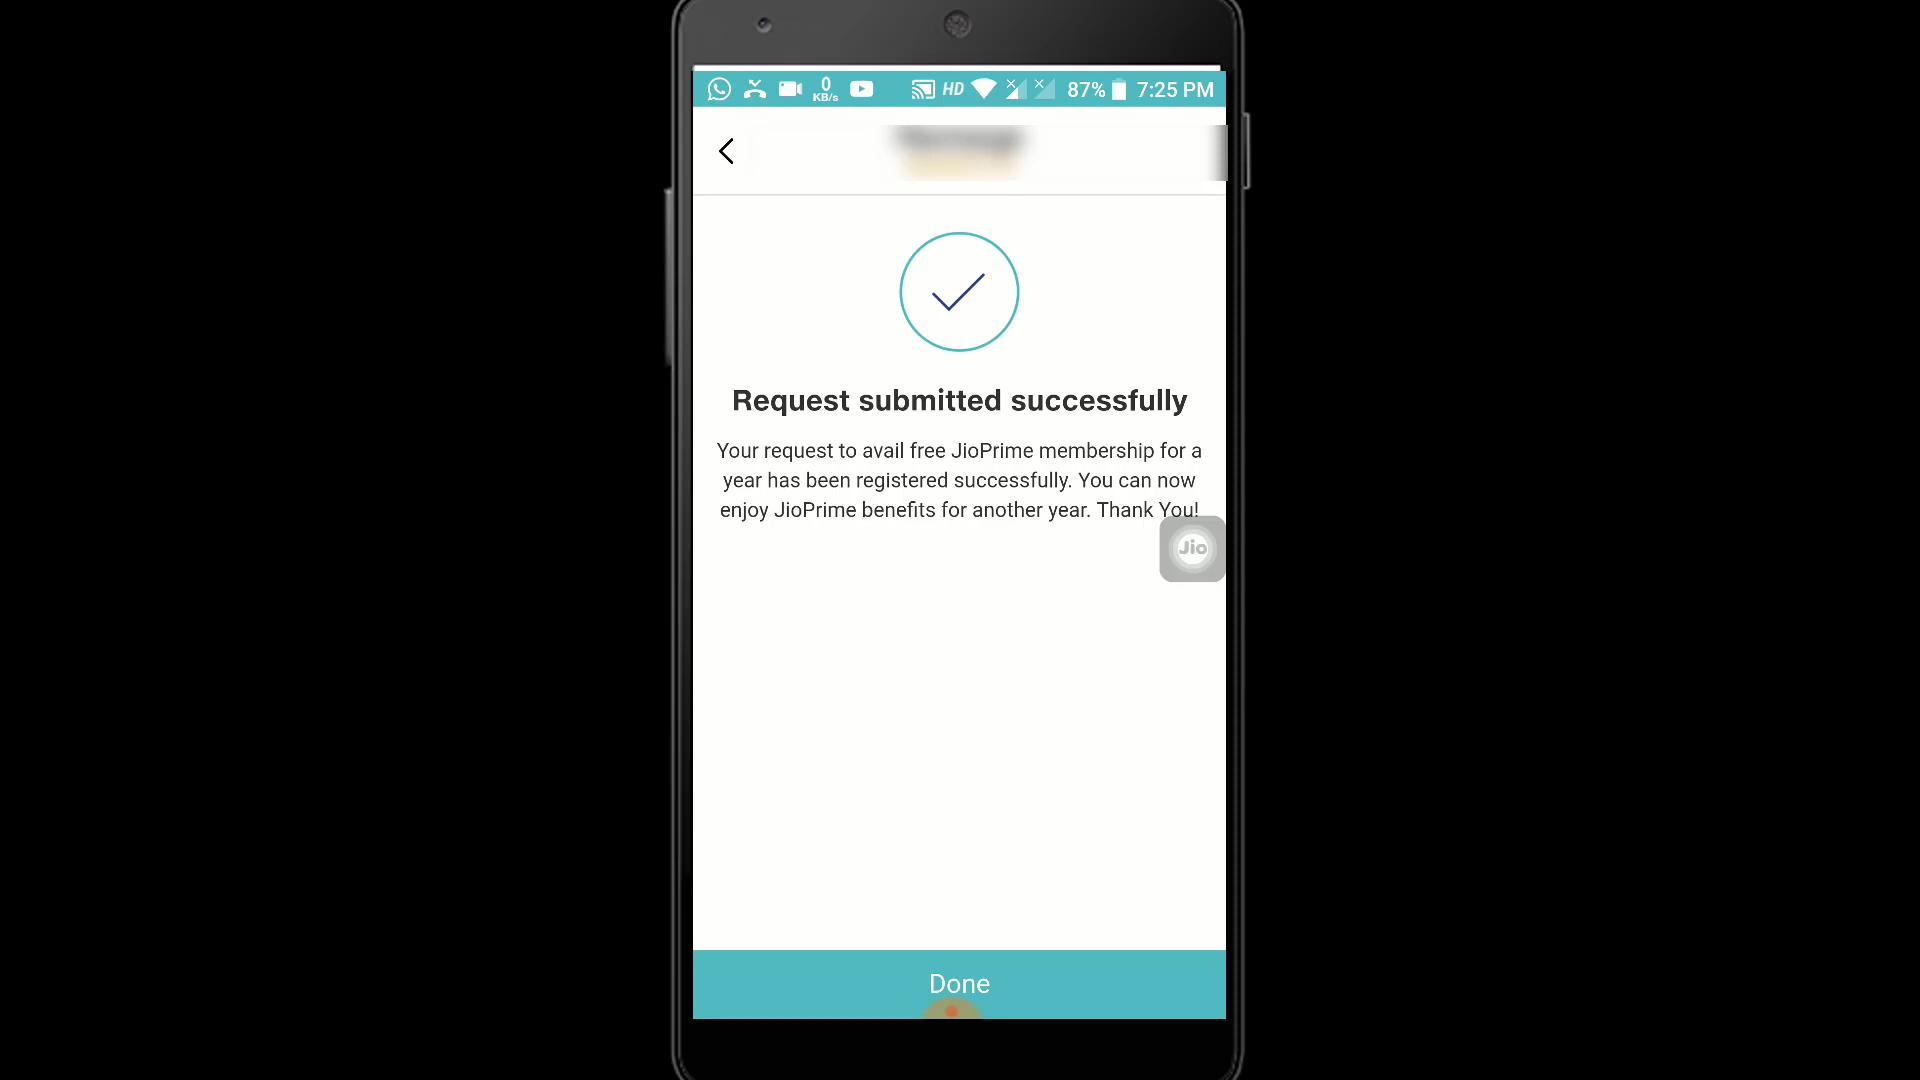 0
KB/s
HD
87%
7:25 PM
Request submitted successfully
Your request to avail free JioPrime membership for a
year has been registered successfully. You can now
enjoy JioPrime benefits for another year. Thank You!
Jio
Done